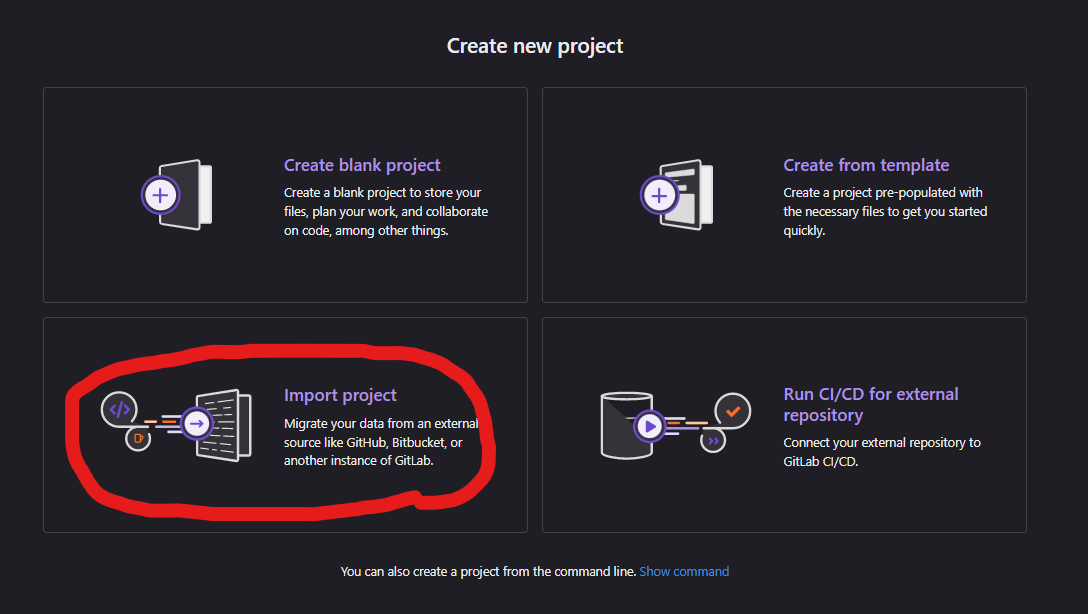 Create new project
Create blank project
Create a blank project to store your
files, plan your work, and collaborate
on code, among other things.
Create from template
Create a project pre-populated with
the necessary files to get you started
quickly.
Import project
Migrate your data from an external
source like GitHub, Bitbucket, or
another instance of GitLab.
Run CI/CD for external
repository
Connect your external repository to
GitLab CI/CD.
You can also create a project from the command line. Show command